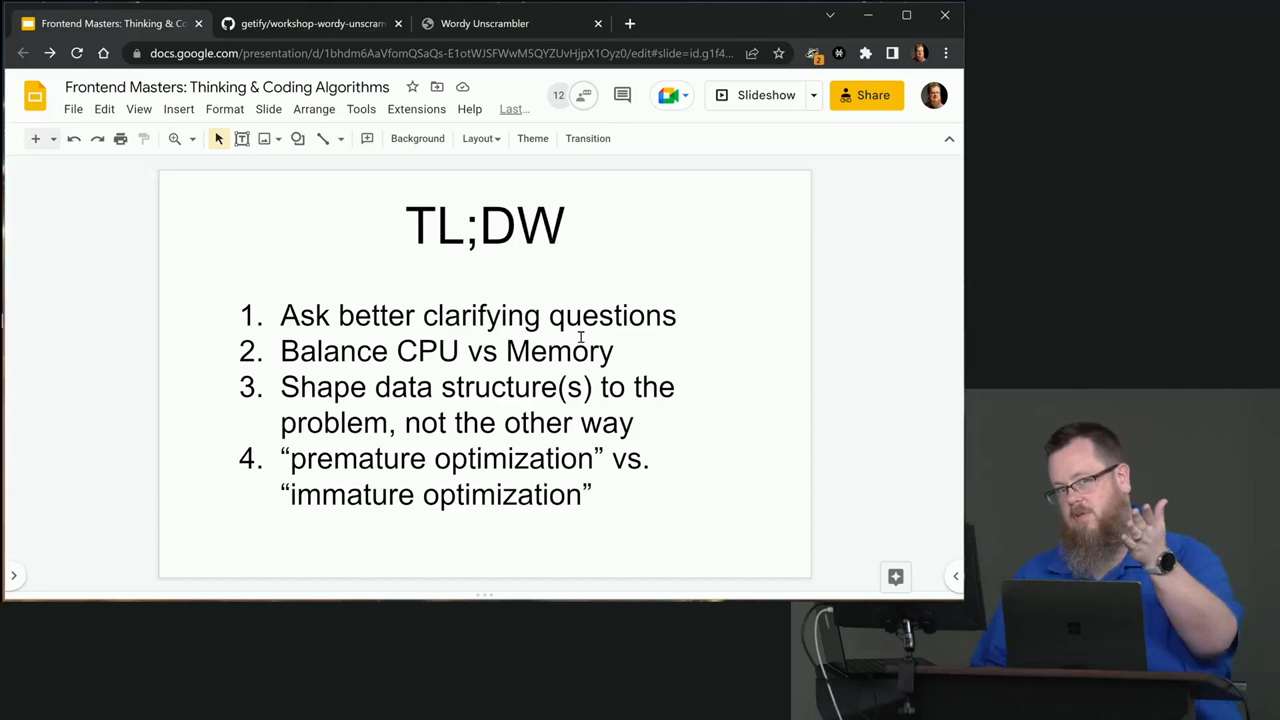 Frontend Masters: Thinking & Co
getify/workshop-wordy-unscram
Wordy Unscrambler
docs.google.com/presentation/d/1bhdm6AaVfomQSaQs-E1otWJSFWwM5QYZUvHjpX1Oyz0/edit#slide=id.g1f4...
2
Frontend Masters: Thinking & Coding Algorithms
File Edit View Insert Format Slide Arrange Tools Extensions Help Last...
12
Slideshow
Share
Background Layout Theme Transition
TL;DW
1. Ask better clarifying questions
2. Balance CPU vs Memory
3. Shape data structure(s) to the
problem, not the other way
4. “premature optimization” vs.
“immature optimization”